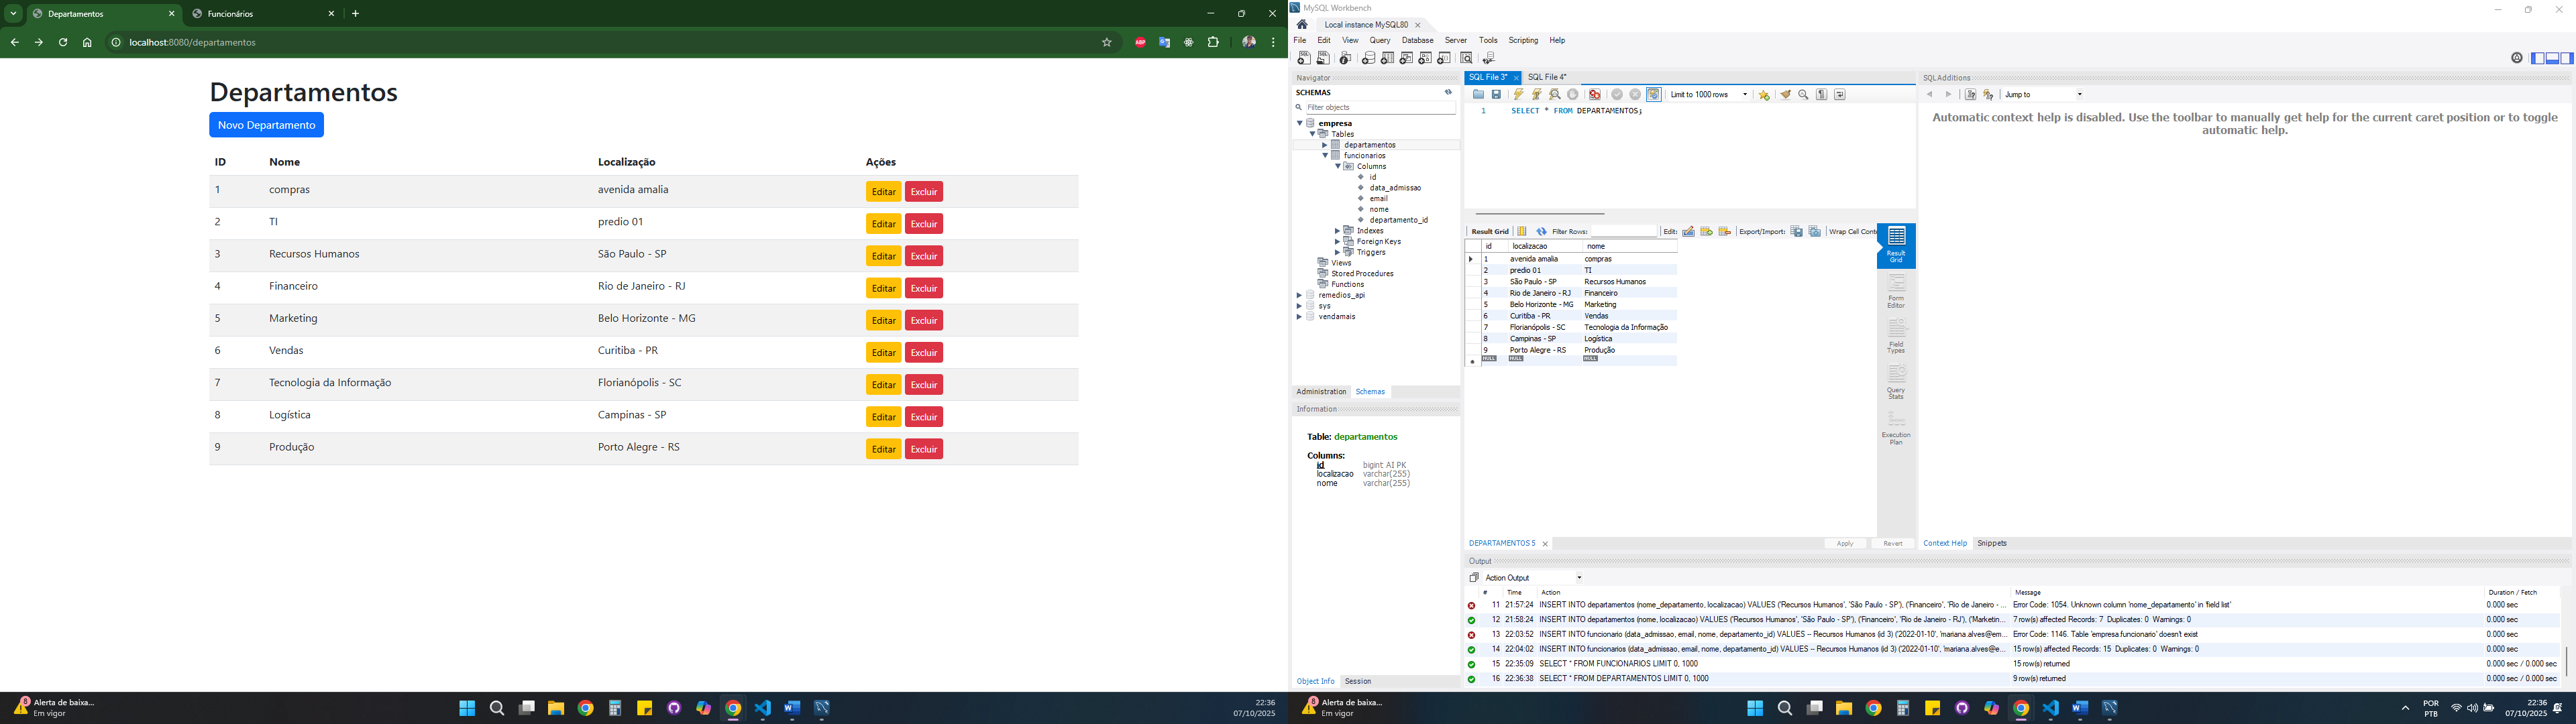 Departamentos
Funcionários
localhost:8080/departamentos
ABP
Departamentos
Novo Departamento
ID Nome Localização Ações
1 compras avenida amalia Editar Excluir
2 TI predio 01 Editar Excluir
3 Recursos Humanos São Paulo - SP Editar Excluir
4 Financeiro Rio de Janeiro - RJ Editar Excluir
5 Marketing Belo Horizonte - MG Editar Excluir
6 Vendas Curitiba - PR Editar Excluir
7 Tecnologia da Informação Florianópolis - SC Editar Excluir
8 Logística Campinas - SP Editar Excluir
9 Produção Porto Alegre - RS Editar Excluir
Alerta de baixa...
Em vigor
22:36
07/10/2025
MySQL Workbench
Local instance MySQL80
File Edit View Query Database Server Tools Scripting Help
Navigator
SCHEMAS
Filter objects
empresa
Tables
departamentos
funcionarios
Columns
id
data_admissao
email
nome
departamento_id
Indexes
Foreign Keys
Triggers
Views
Stored Procedures
Functions
remedios_api
sys
vendamais
Administration Schemas
Information
Table: departamentos
Columns:
id bigint AI PK
localizacao varchar(255)
nome varchar(255)
Object Info Session
SQL File 3* SQL File 4*
Limit to 1000 rows
1 SELECT * FROM DEPARTAMENTOS;
Result Grid Filter Rows: Edit: Export/Import: Wrap Cell Conte
id localizacao nome
1 avenida amalia compras
2 predio 01 TI
3 São Paulo - SP Recursos Humanos
4 Rio de Janeiro - RJ Financeiro
5 Belo Horizonte - MG Marketing
6 Curitiba - PR Vendas
7 Florianópolis - SC Tecnologia da Informação
8 Campinas - SP Logística
9 Porto Alegre - RS Produção
NULL NULL NULL
Result
Grid
Form
Editor
Field
Types
Query
Stats
Execution
Plan
DEPARTAMENTOS 5
Apply Revert
SQLAdditions
Jump to
Automatic context help is disabled. Use the toolbar to manually get help for the current caret position or to toggle
automatic help.
Context Help Snippets
Output
Action Output
# Time Action Message Duration / Fetch
11 21:57:24 INSERT INTO departamentos (nome_departamento, localizacao) VALUES ('Recursos Humanos', 'São Paulo - SP'), ('Financeiro', 'Rio de Janeiro - ... Error Code: 1054. Unknown column 'nome_departamento' in 'field list' 0.000 sec
12 21:58:24 INSERT INTO departamentos (nome, localizacao) VALUES ('Recursos Humanos', 'São Paulo - SP'), ('Financeiro', 'Rio de Janeiro - RJ'), ('Marketin... 7 row(s) affected Records: 7 Duplicates: 0 Warnings: 0 0.000 sec
13 22:03:52 INSERT INTO funcionario (data_admissao, email, nome, departamento_id) VALUES -- Recursos Humanos (id 3) ('2022-01-10', 'mariana.alves@em... Error Code: 1146. Table 'empresa.funcionario' doesn't exist 0.000 sec
14 22:04:02 INSERT INTO funcionarios (data_admissao, email, nome, departamento_id) VALUES -- Recursos Humanos (id 3) ('2022-01-10', 'mariana.alves@e... 15 row(s) affected Records: 15 Duplicates: 0 Warnings: 0 0.000 sec
15 22:35:09 SELECT * FROM FUNCIONARIOS LIMIT 0, 1000 15 row(s) returned 0.000 sec / 0.000 sec
16 22:36:38 SELECT * FROM DEPARTAMENTOS LIMIT 0, 1000 9 row(s) returned 0.000 sec / 0.000 sec
Alerta de baixa...
Em vigor
POR
PTB
22:36
07/10/2025